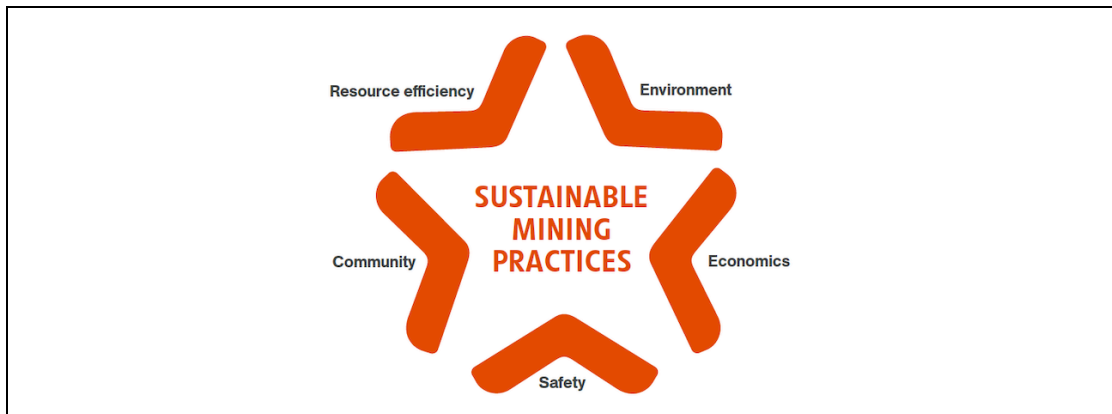 Resource efficiency
Environment
SUSTAINABLE
MINING
PRACTICES
Community
Economics
Safety